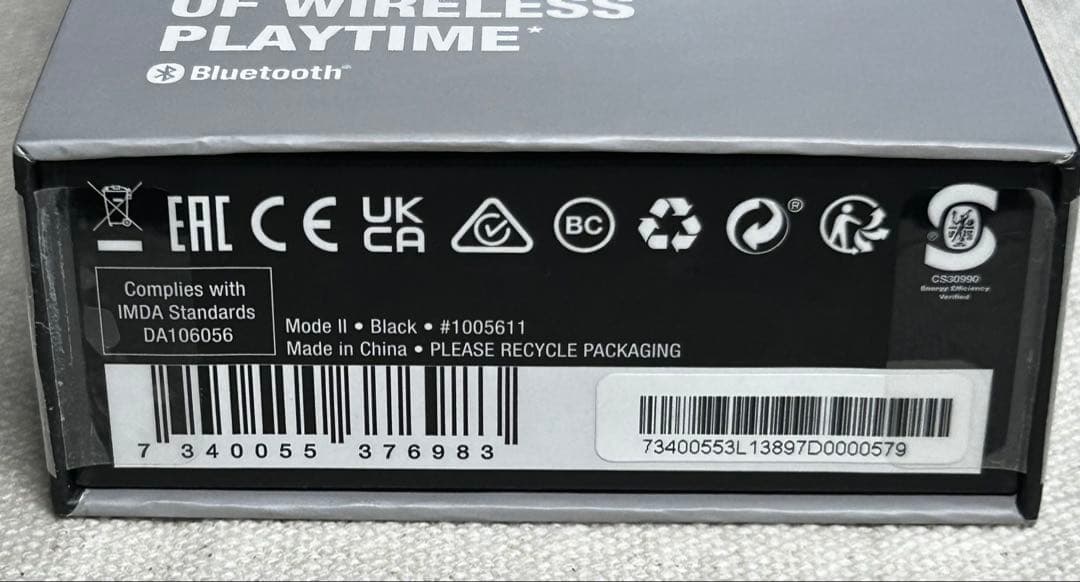 OF WIRELESS
PLAYTIME*
Bluetooth®
EAC CE UK CA BC ®
CS30990
Energy Efficiency
Verified
Complies with
IMDA Standards
DA106056
Mode II • Black • #1005611
Made in China • PLEASE RECYCLE PACKAGING
7 340055 376983
73400553L13897D0000579